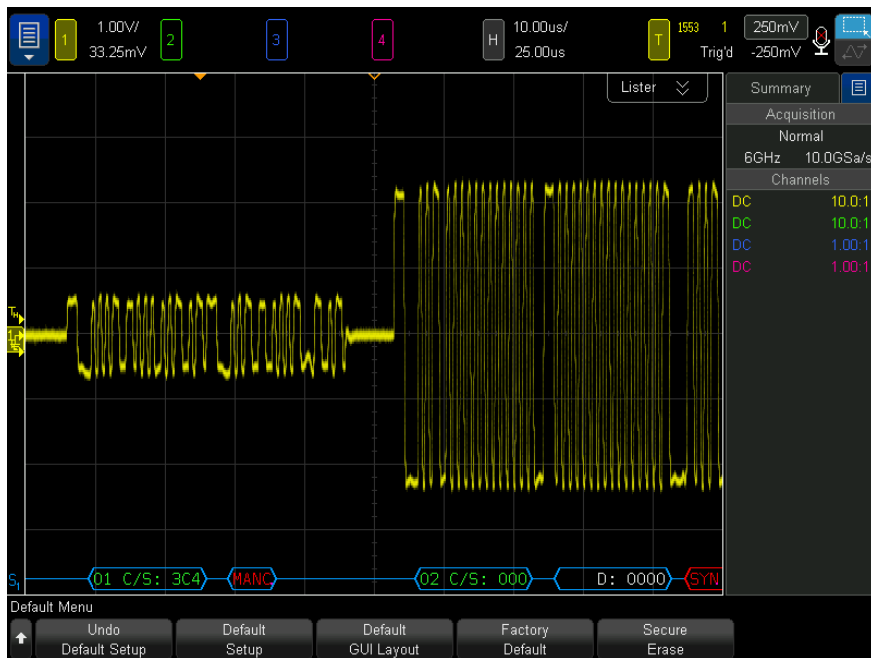 1 1.00V/ 2 3 4 H 10.00us/ T 1553 1 250mV
33.25mV 25.00us Trig'd -250mV
Lister Summary
Acquisition
Normal
6GHz 10.0GSa/s
Channels
DC 10.0:1
DC 10.0:1
DC 1.00:1
DC 1.00:1
S1 01 C/S: 3C4 MANC 02 C/S: 000 D: 0000 SYN
Default Menu
Undo Default Default Factory Secure
Default Setup Setup GUI Layout Default Erase